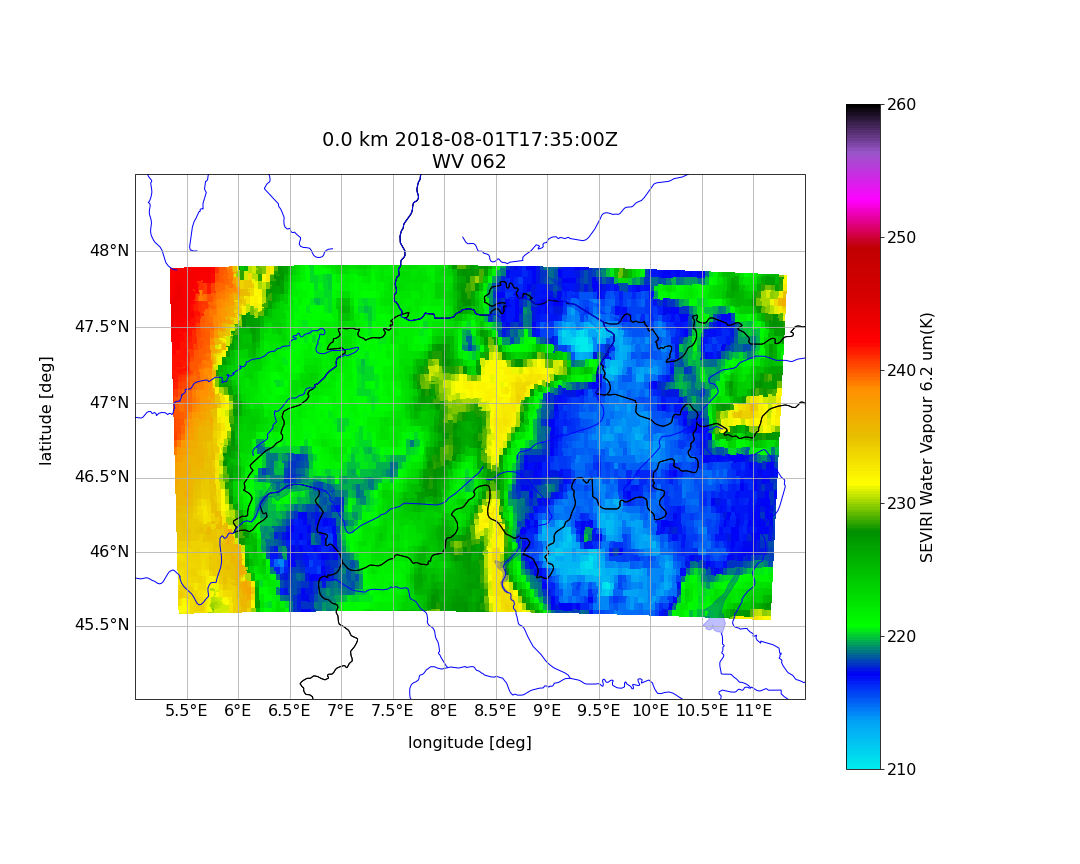 0.0 km 2018-08-01T17:35:00Z
WV 062
48°N
47.5°N
47°N
46.5°N
46°N
45.5°N
latitude [deg]
5.5°E 6°E 6.5°E 7°E 7.5°E 8°E 8.5°E 9°E 9.5°E 10°E 10.5°E 11°E
longitude [deg]
260
250
240
230
220
210
SEVIRI Water Vapour 6.2 um(K)